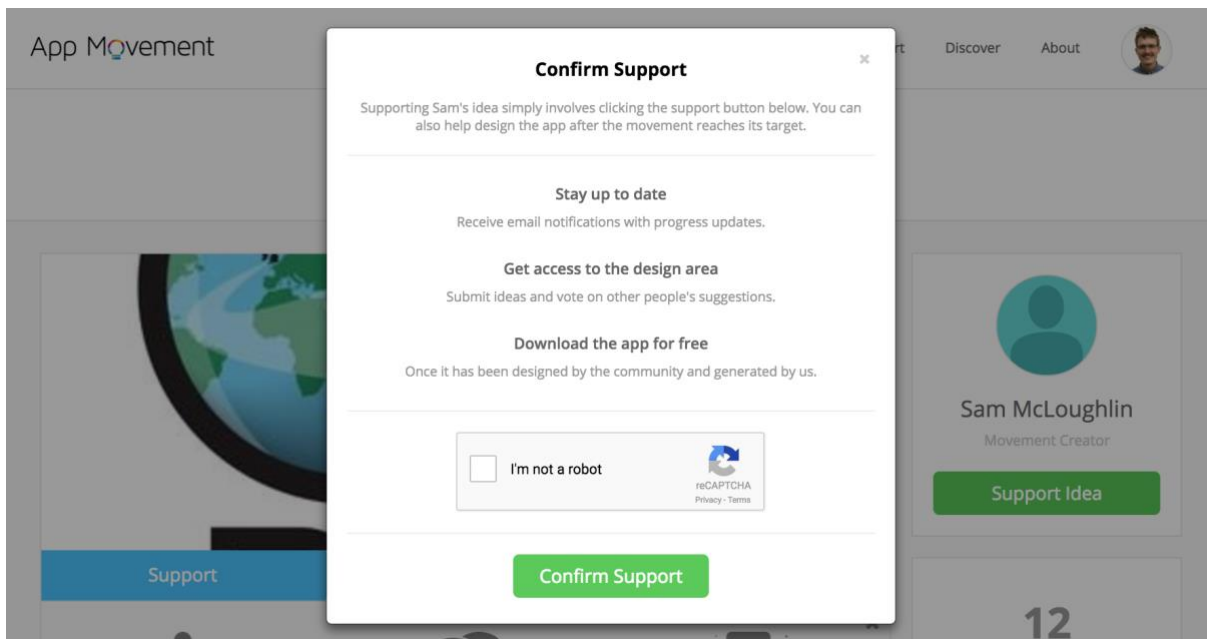 App Movement
rt
Discover
About
Confirm Support
×
Supporting Sam's idea simply involves clicking the support button below. You can
also help design the app after the movement reaches its target.
Stay up to date
Receive email notifications with progress updates.
Get access to the design area
Submit ideas and vote on other people's suggestions.
Download the app for free
Once it has been designed by the community and generated by us.
I'm not a robot
reCAPTCHA
Privacy - Terms
Confirm Support
Support
Sam McLoughlin
Movement Creator
Support Idea
12